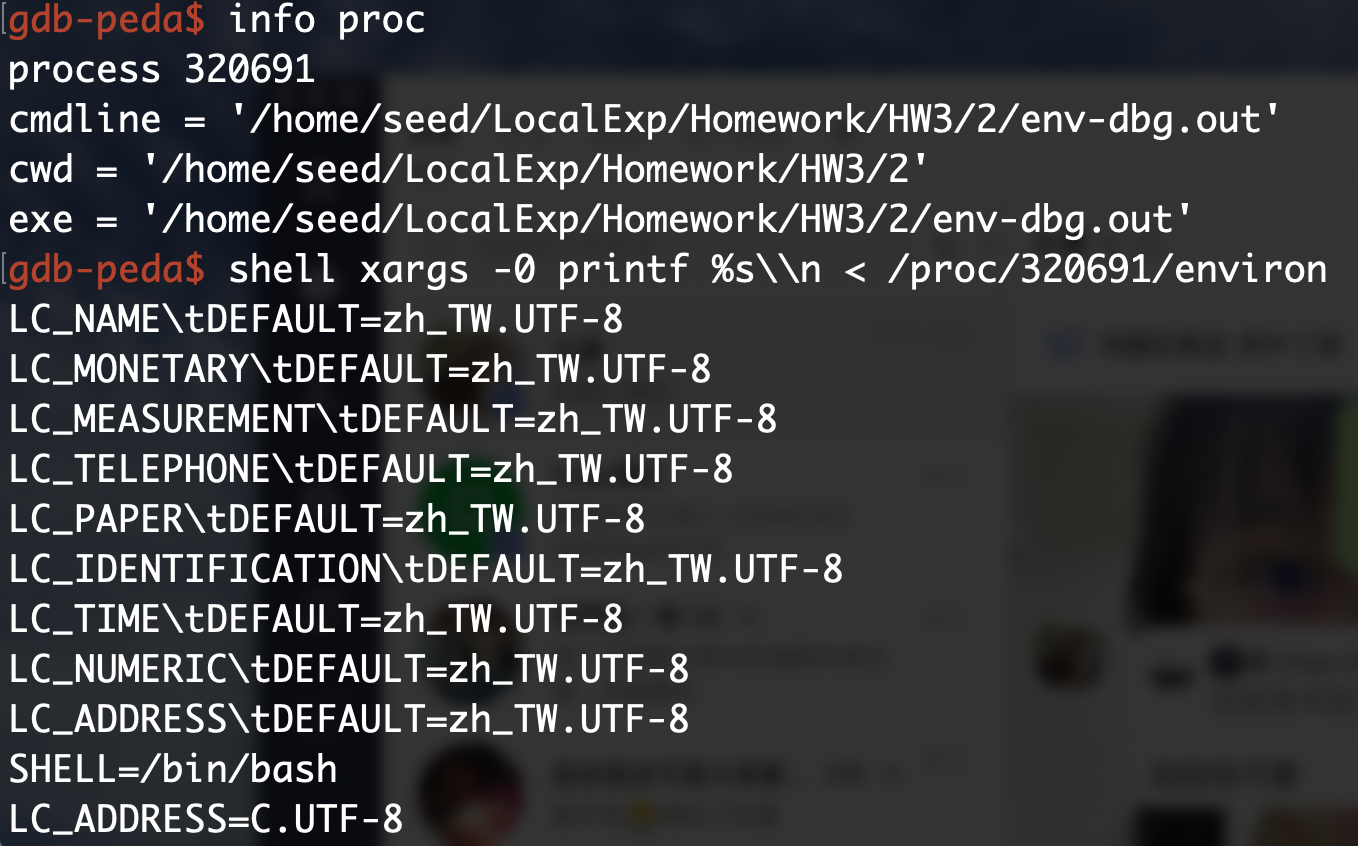 gdb-peda$ info proc
process 320691
cmdline = '/home/seed/LocalExp/Homework/HW3/2/env-dbg.out'
cwd = '/home/seed/LocalExp/Homework/HW3/2'
exe = '/home/seed/LocalExp/Homework/HW3/2/env-dbg.out'
gdb-peda$ shell xargs -0 printf %s\\n < /proc/320691/environ
LC_NAME\tDEFAULT=zh_TW.UTF-8
LC_MONETARY\tDEFAULT=zh_TW.UTF-8
LC_MEASUREMENT\tDEFAULT=zh_TW.UTF-8
LC_TELEPHONE\tDEFAULT=zh_TW.UTF-8
LC_PAPER\tDEFAULT=zh_TW.UTF-8
LC_IDENTIFICATION\tDEFAULT=zh_TW.UTF-8
LC_TIME\tDEFAULT=zh_TW.UTF-8
LC_NUMERIC\tDEFAULT=zh_TW.UTF-8
LC_ADDRESS\tDEFAULT=zh_TW.UTF-8
SHELL=/bin/bash
LC_ADDRESS=C.UTF-8